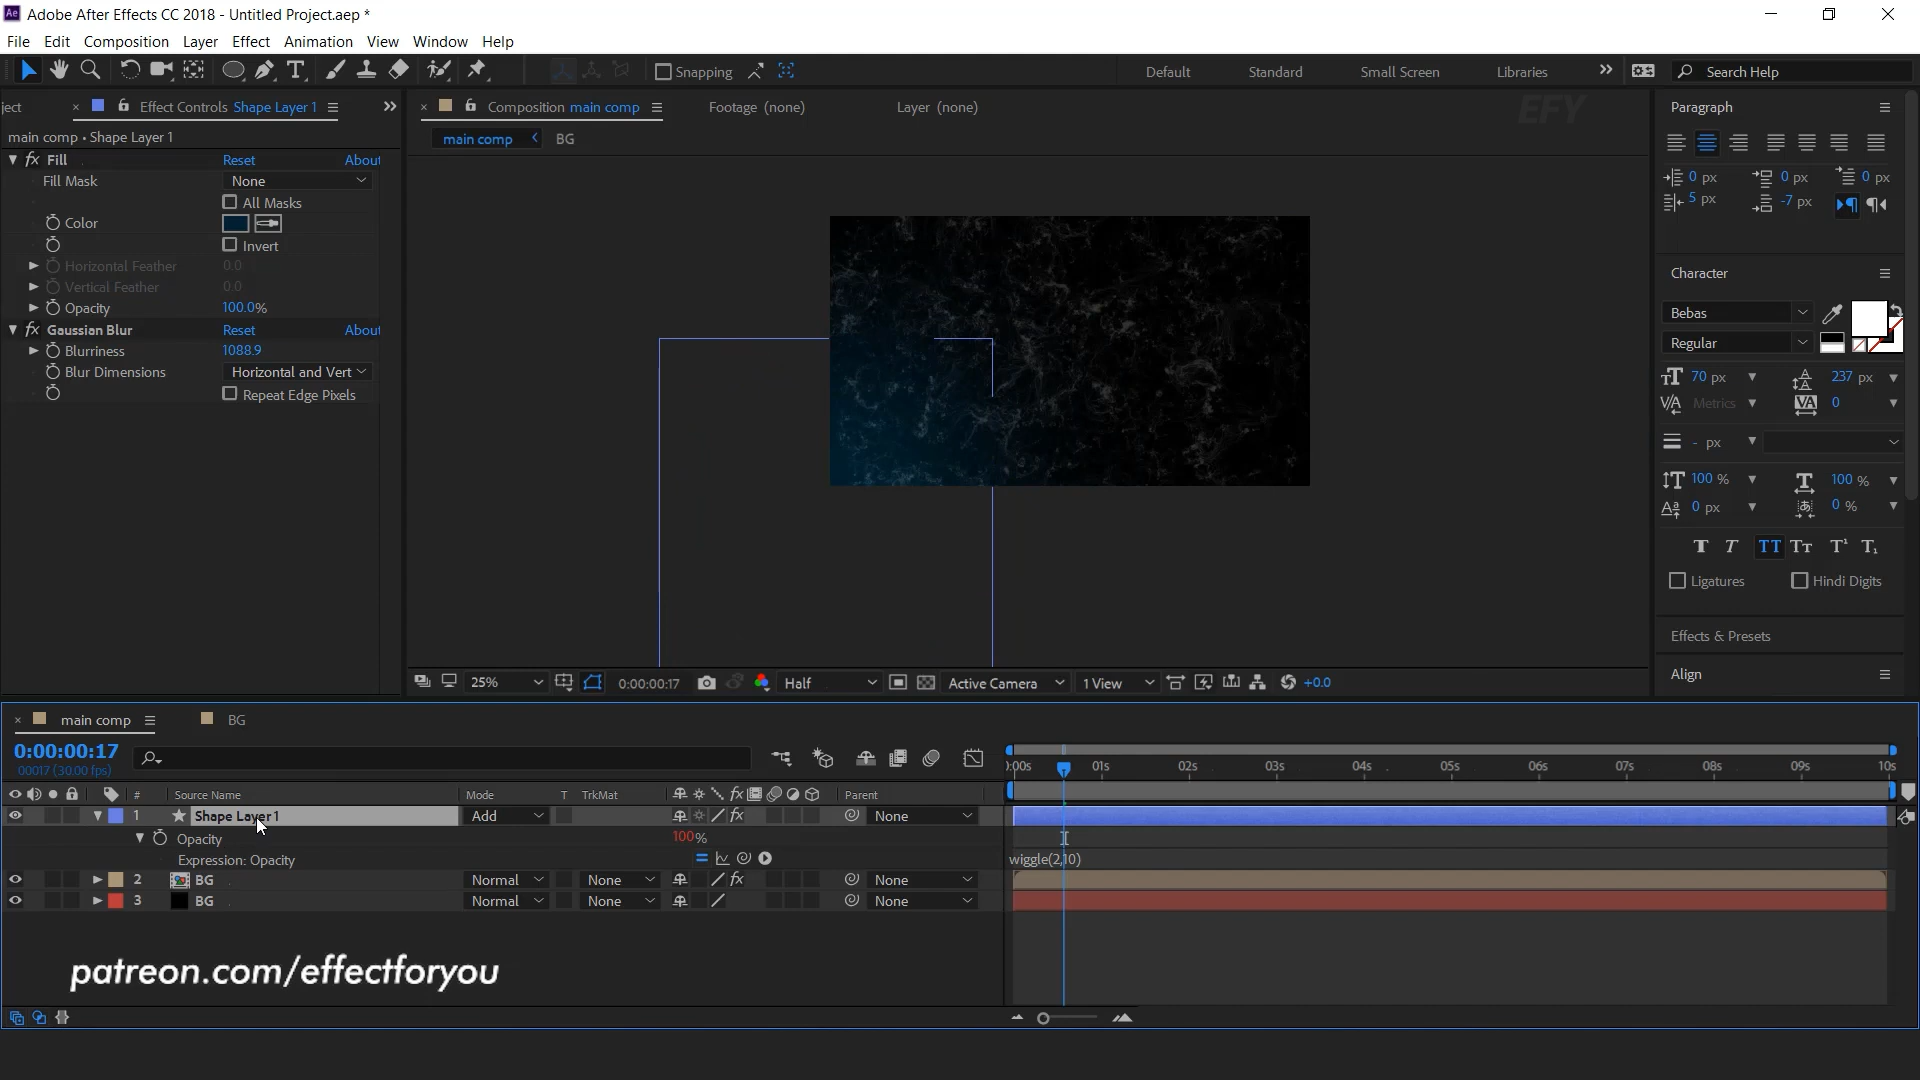 Ae Adobe After Effects CC 2018 - Untitled Project.aep *
File Edit Composition Layer Effect Animation View Window Help
Snapping Default Standard Small Screen Libraries Search Help
ject × Effect Controls Shape Layer 1
× Composition main comp Footage (none) Layer (none) EFY
main comp • Shape Layer 1
main comp BG
fx Fill Reset About
Fill Mask None
All Masks
Color
Invert
Horizontal Feather 0.0
Vertical Feather 0.0
Opacity 100.0%
fx Gaussian Blur Reset About
Blurriness 1088.9
Blur Dimensions Horizontal and Vert
Repeat Edge Pixels
25% 0:00:00:17 Half Active Camera 1 View +0.0
Paragraph
0 px 0 px 0 px
5 px -7 px
Character
Bebas
Regular
70 px 237 px
Metrics 0
- px
100 % 100 %
0 px 0 %
Ligatures Hindi Digits
Effects & Presets
Align
× main comp BG
0:00:00:17
00017 (30.00 fps)
):00s 01s 02s 03s 04s 05s 06s 07s 08s 09s 10s
# Source Name Mode T TrkMat fx Parent
1 Shape Layer 1 Add fx None
Opacity 100%
Expression: Opacity wiggle(2,10)
2 BG Normal None fx None
3 BG Normal None None
patreon.com/effectforyou